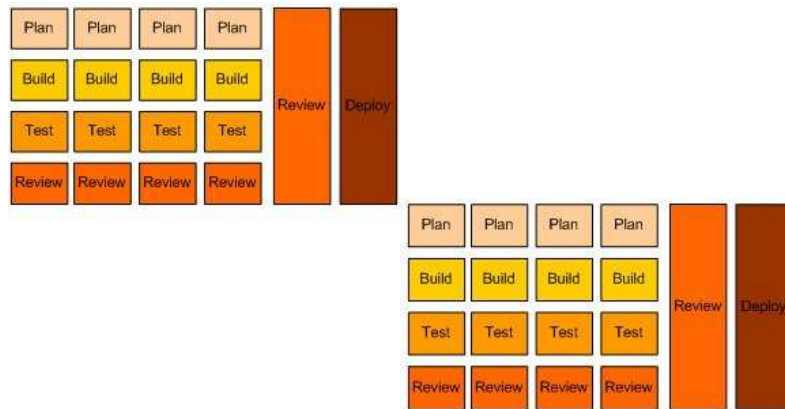 Plan Plan Plan Plan
Build Build Build Build
Review Deploy
Test Test Test Test
Review Review Review Review
Plan Plan Plan Plan
Build Build Build Build
Review Deploy
Test Test Test Test
Review Review Review Review